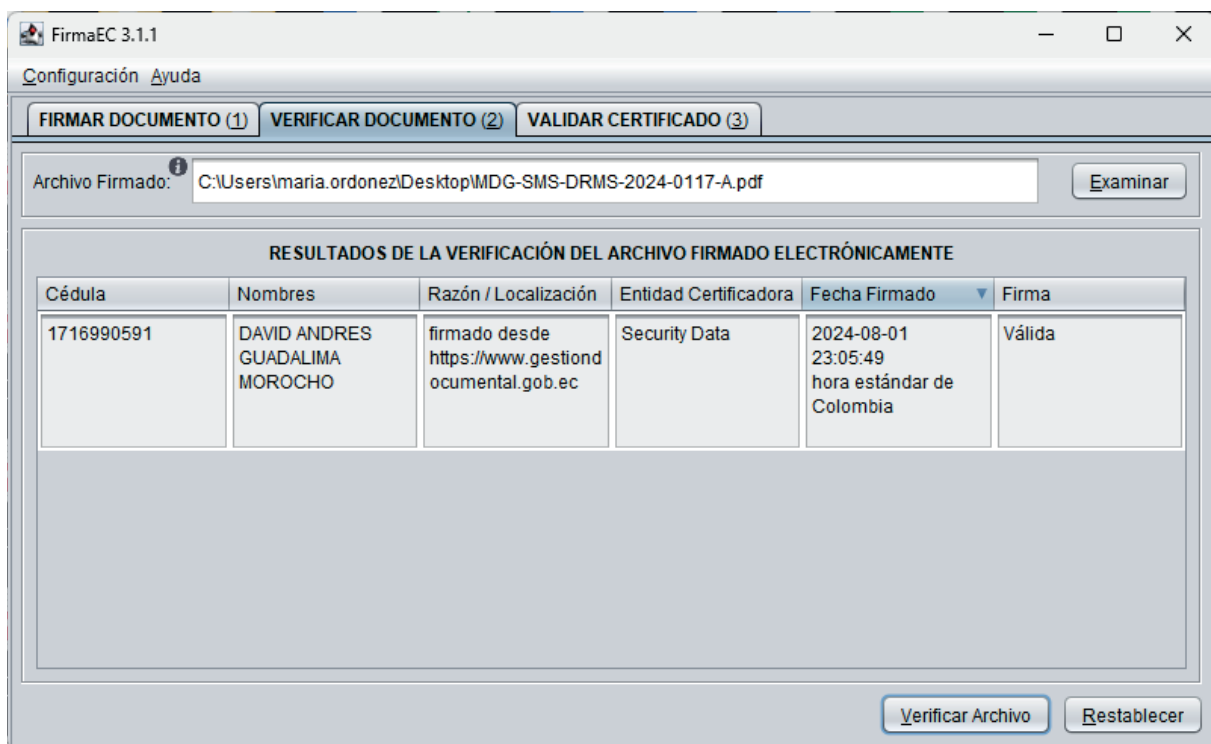 FirmaEC 3.1.1
Configuración Ayuda
FIRMAR DOCUMENTO (1) VERIFICAR DOCUMENTO (2) VALIDAR CERTIFICADO (3)
Archivo Firmado: C:\Users\maria.ordonez\Desktop\MDG-SMS-DRMS-2024-0117-A.pdf Examinar
RESULTADOS DE LA VERIFICACIÓN DEL ARCHIVO FIRMADO ELECTRÓNICAMENTE
Cédula Nombres Razón / Localización Entidad Certificadora Fecha Firmado Firma
1716990591 DAVID ANDRES firmado desde Security Data 2024-08-01 Válida
GUADALIMA https://www.gestiond 23:05:49
MOROCHO ocumental.gob.ec hora estándar de
Colombia
Verificar Archivo Restablecer